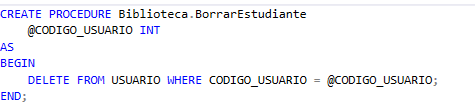 CREATE PROCEDURE Biblioteca.BorrarEstudiante
@CODIGO_USUARIO INT
AS
BEGIN
DELETE FROM USUARIO WHERE CODIGO_USUARIO = @CODIGO_USUARIO;
END;